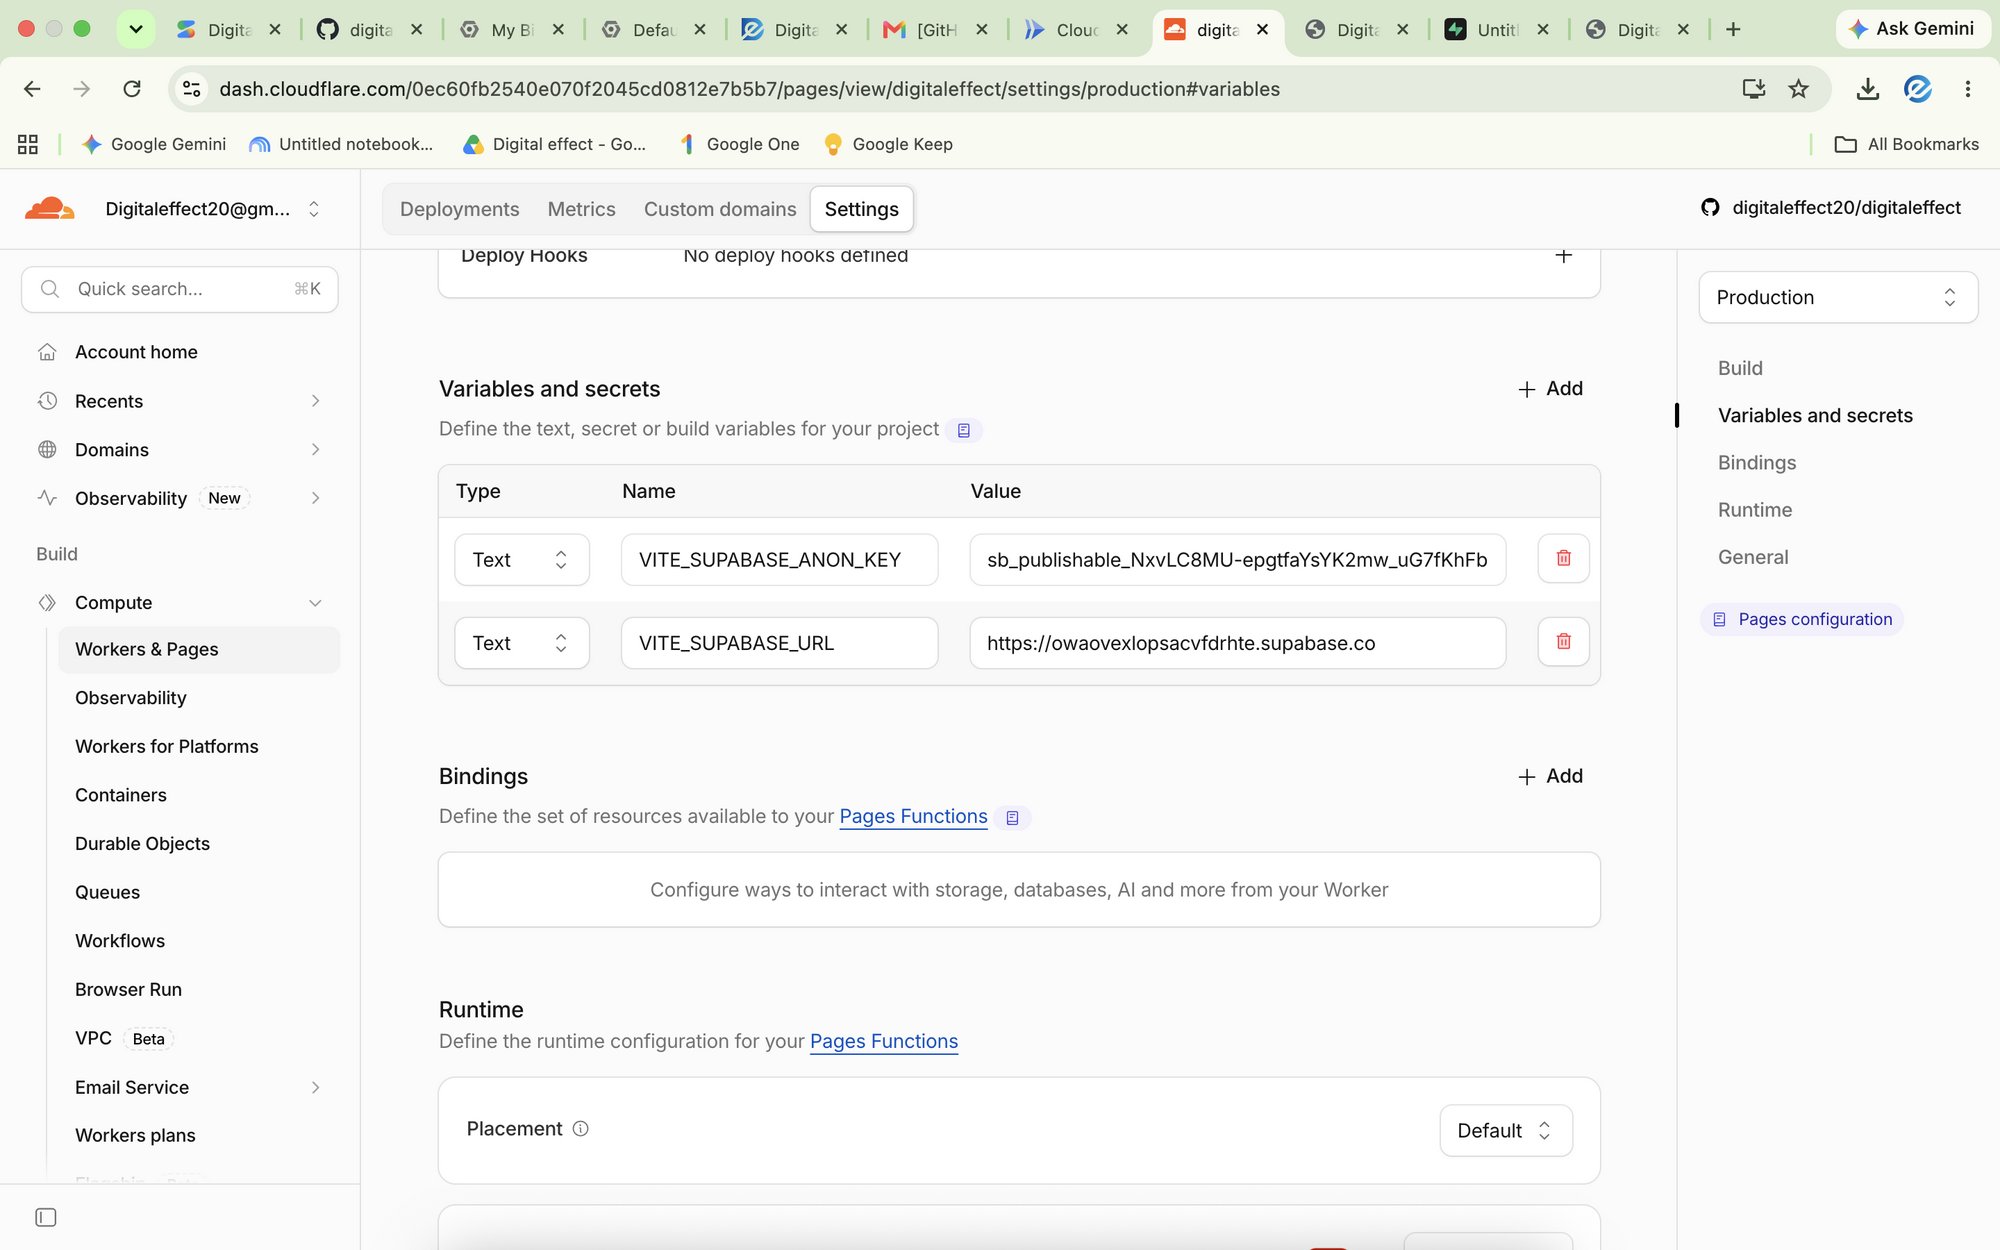 Digita
digita
My Bi
Defau
Digita
[GitH
Clou
digita
Digita
Untitl
Digita
Ask Gemini
dash.cloudflare.com/0ec60fb2540e070f2045cd0812e7b5b7/pages/view/digitaleffect/settings/production#variables
Google Gemini
Untitled notebook...
Digital effect - Go...
Google One
Google Keep
All Bookmarks
Digitaleffect20@gm...
Deployments
Metrics
Custom domains
Settings
digitaleffect20/digitaleffect
Quick search...
⌘K
Account home
Recents
Domains
Observability New
Build
Compute
Workers & Pages
Observability
Workers for Platforms
Containers
Durable Objects
Queues
Workflows
Browser Run
VPC Beta
Email Service
Workers plans
Deploy Hooks
No deploy hooks defined
Variables and secrets
+ Add
Define the text, secret or build variables for your project
Type Name Value
Text VITE_SUPABASE_ANON_KEY sb_publishable_NxvLC8MU-epgtfaYsYK2mw_uG7fKhFb
Text VITE_SUPABASE_URL https://owaovexlopsacvfdrhte.supabase.co
Bindings
+ Add
Define the set of resources available to your Pages Functions
Configure ways to interact with storage, databases, AI and more from your Worker
Runtime
Define the runtime configuration for your Pages Functions
Placement
Default
Production
Build
Variables and secrets
Bindings
Runtime
General
Pages configuration